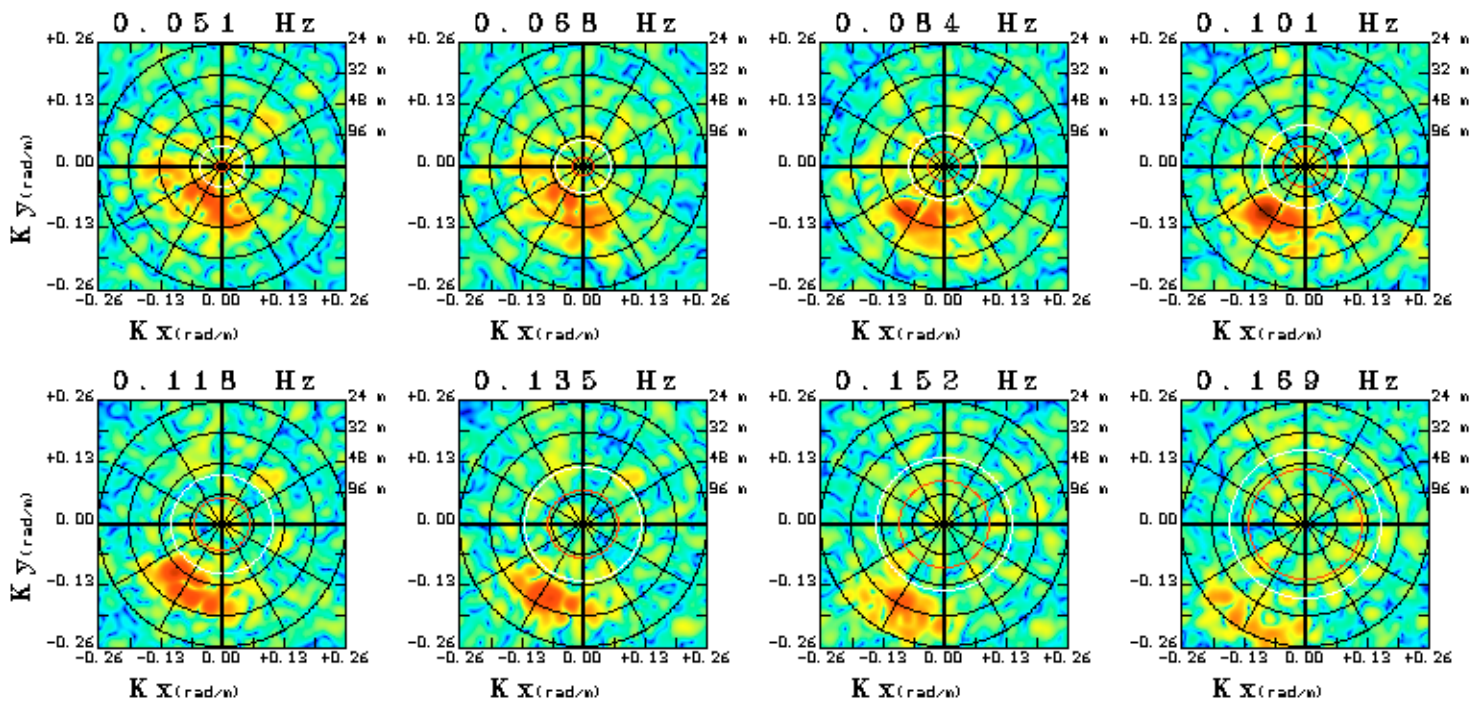 0.051 Hz 0.068 Hz 0.084 Hz 0.101 Hz
+0.26 24 m +0.26 24 m +0.26 24 m +0.26 24 m
32 m 32 m 32 m 32 m
+0.13 48 m +0.13 48 m +0.13 48 m +0.13 48 m
96 m 96 m 96 m 96 m
K y(rad/m) 0.00 0.00 0.00 0.00
-0.13 -0.13 -0.13 -0.13
-0.26 -0.26 -0.26 -0.26
-0.26 -0.13 0.00 +0.13 +0.26 -0.26 -0.13 0.00 +0.13 +0.26 -0.26 -0.13 0.00 +0.13 +0.26 -0.26 -0.13 0.00 +0.13 +0.26
K x(rad/m) K x(rad/m) K x(rad/m) K x(rad/m)
0.118 Hz 0.135 Hz 0.152 Hz 0.169 Hz
+0.26 24 m +0.26 24 m +0.26 24 m +0.26 24 m
32 m 32 m 32 m 32 m
+0.13 48 m +0.13 48 m +0.13 48 m +0.13 48 m
96 m 96 m 96 m 96 m
K y(rad/m) 0.00 0.00 0.00 0.00
-0.13 -0.13 -0.13 -0.13
-0.26 -0.26 -0.26 -0.26
-0.26 -0.13 0.00 +0.13 +0.26 -0.26 -0.13 0.00 +0.13 +0.26 -0.26 -0.13 0.00 +0.13 +0.26 -0.26 -0.13 0.00 +0.13 +0.26
K x(rad/m) K x(rad/m) K x(rad/m) K x(rad/m)